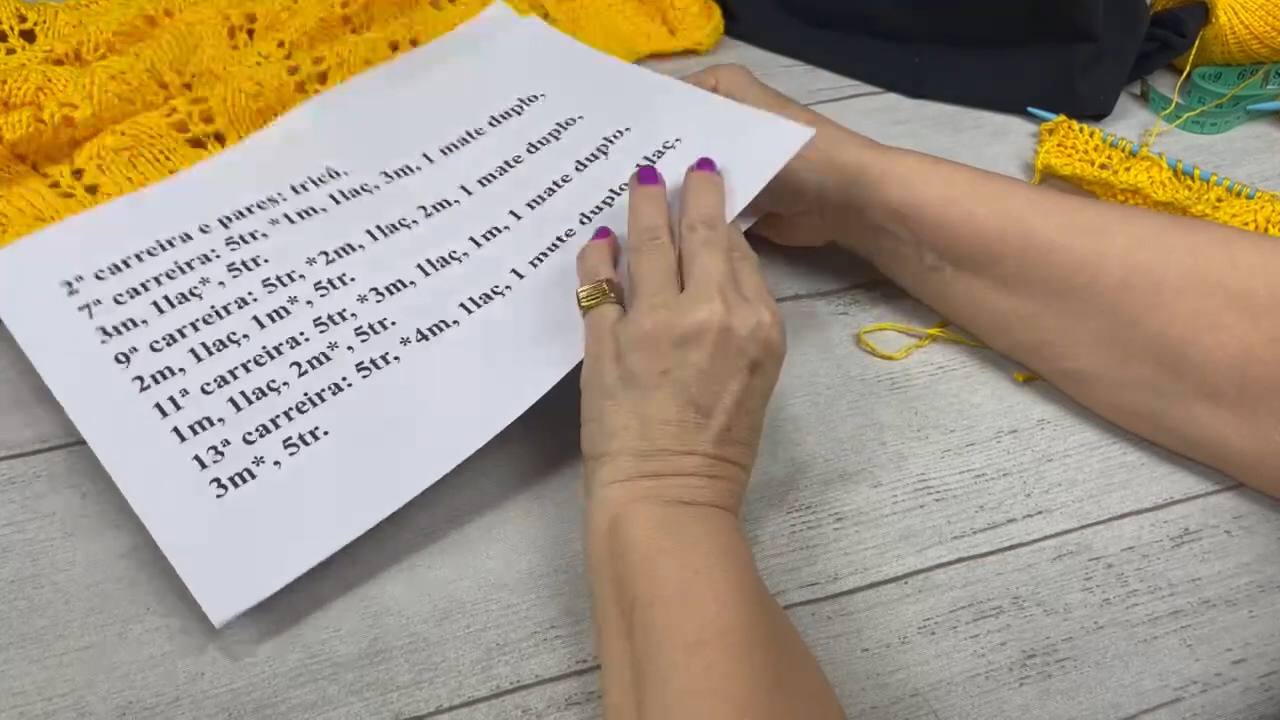 2ª carreira e pares: tricô,
7ª carreira: 5tr, *1m, 1laç, 3m, 1 mate duplo,
3m, 1laç*, 5tr.
9ª carreira: 5tr, *2m, 1laç, 2m, 1 mate duplo,
2m, 1laç, 1m*, 5tr.
11ª carreira: 5tr, *3m, 1laç, 1m, 1 mate duplo,
1m, 1laç, 2m*, 5tr.
13ª carreira: 5tr, *4m, 1laç, 1 mate duplo, 1laç,
3m*, 5tr.